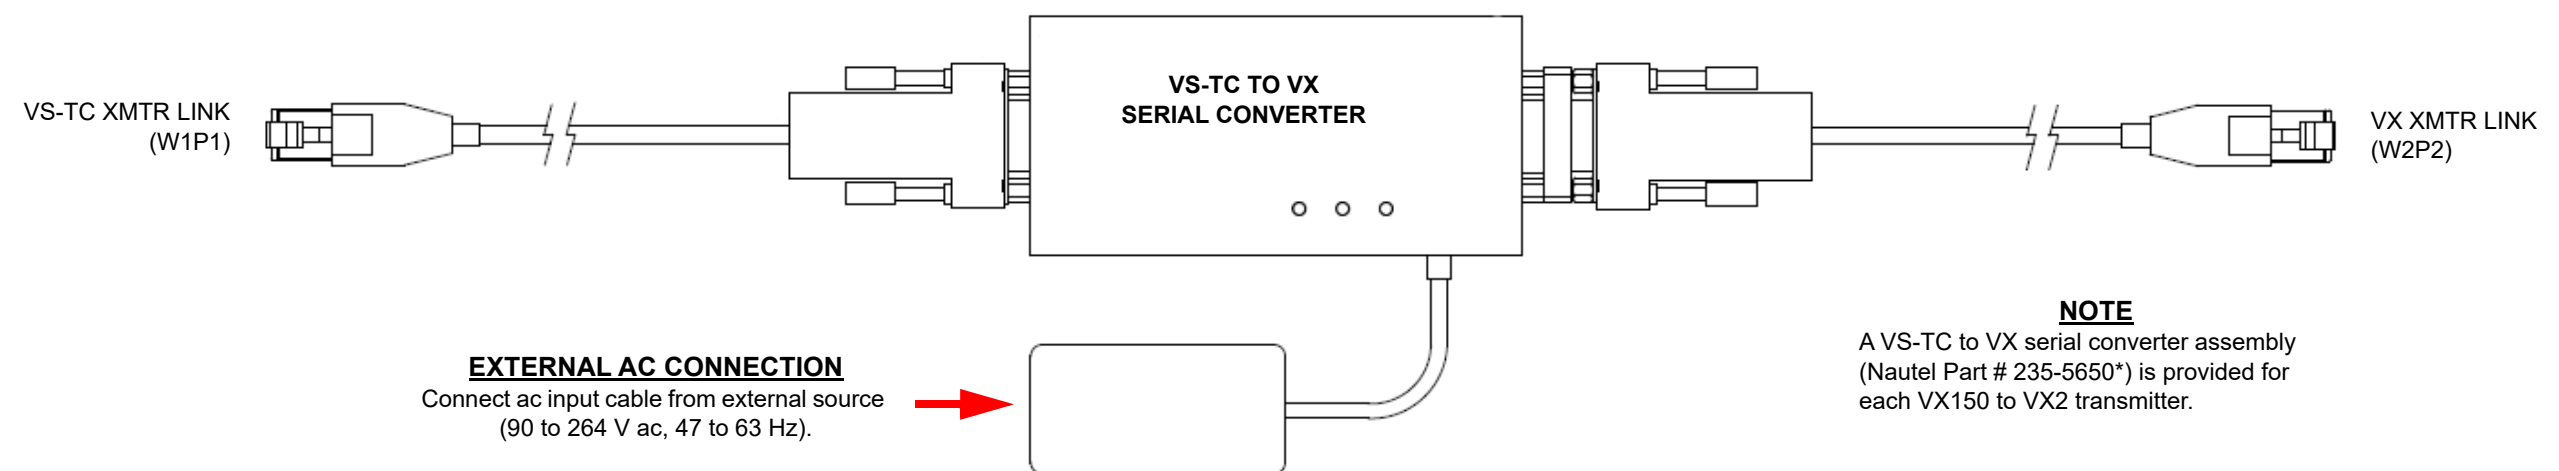 VS-TC XMTR LINK
(W1P1)
VS-TC TO VX
SERIAL CONVERTER
VX XMTR LINK
(W2P2)
EXTERNAL AC CONNECTION
Connect ac input cable from external source
(90 to 264 V ac, 47 to 63 Hz).
NOTE
A VS-TC to VX serial converter assembly
(Nautel Part # 235-5650*) is provided for
each VX150 to VX2 transmitter.